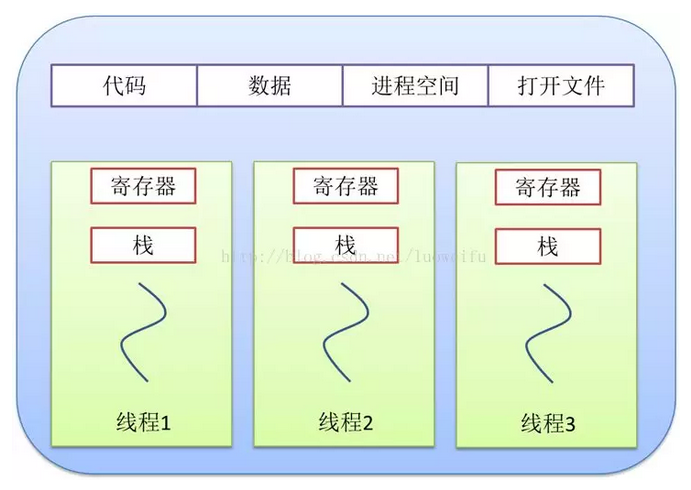 代码 数据 进程空间 打开文件
寄存器 寄存器 寄存器
栈 栈 栈
http://blog.csdn.net/luoweifu
线程1 线程2 线程3